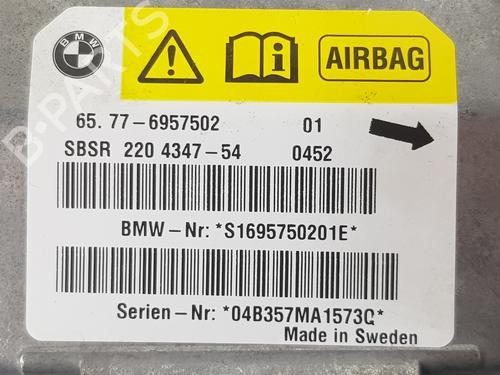 BMW
AIRBAG
65. 77-6957502 01
SBSR 220 4347-54 0452
BMW-Nr: *S1695750201E*
Serien-Nr: *04B357MA1573Q*
Made in Sweden
B-PARTS